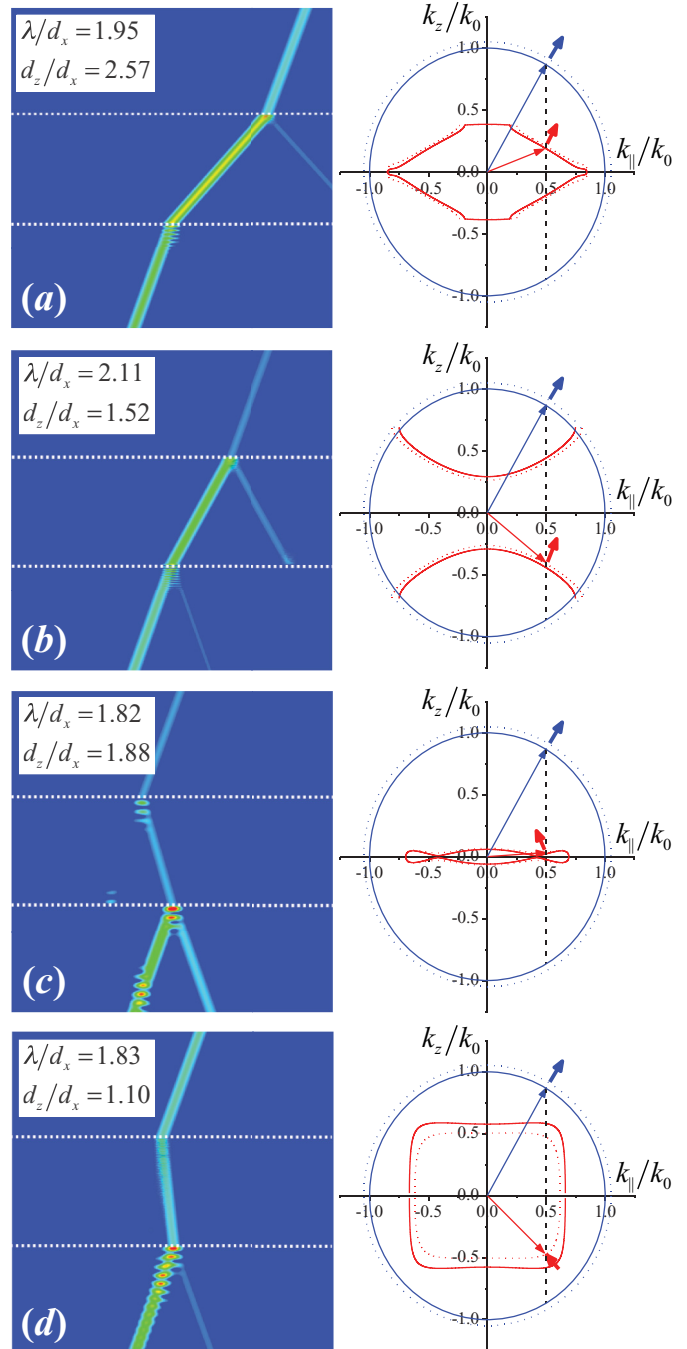 λ/d_x = 1.95
d_z/d_x = 2.57
(a)
k_z/k_0
1.0
0.5
0.0
-0.5
-1.0
-1.0 -0.5 0.0 0.5 1.0
k_||/k_0
λ/d_x = 2.11
d_z/d_x = 1.52
(b)
k_z/k_0
1.0
0.5
0.0
-0.5
-1.0
-1.0 -0.5 0.0 0.5 1.0
k_||/k_0
λ/d_x = 1.82
d_z/d_x = 1.88
(c)
k_z/k_0
1.0
0.5
0.0
-0.5
-1.0
-1.0 -0.5 0.0 0.5 1.0
k_||/k_0
λ/d_x = 1.83
d_z/d_x = 1.10
(d)
k_z/k_0
1.0
0.5
0.0
-0.5
-1.0
-1.0 -0.5 0.0 0.5 1.0
k_||/k_0